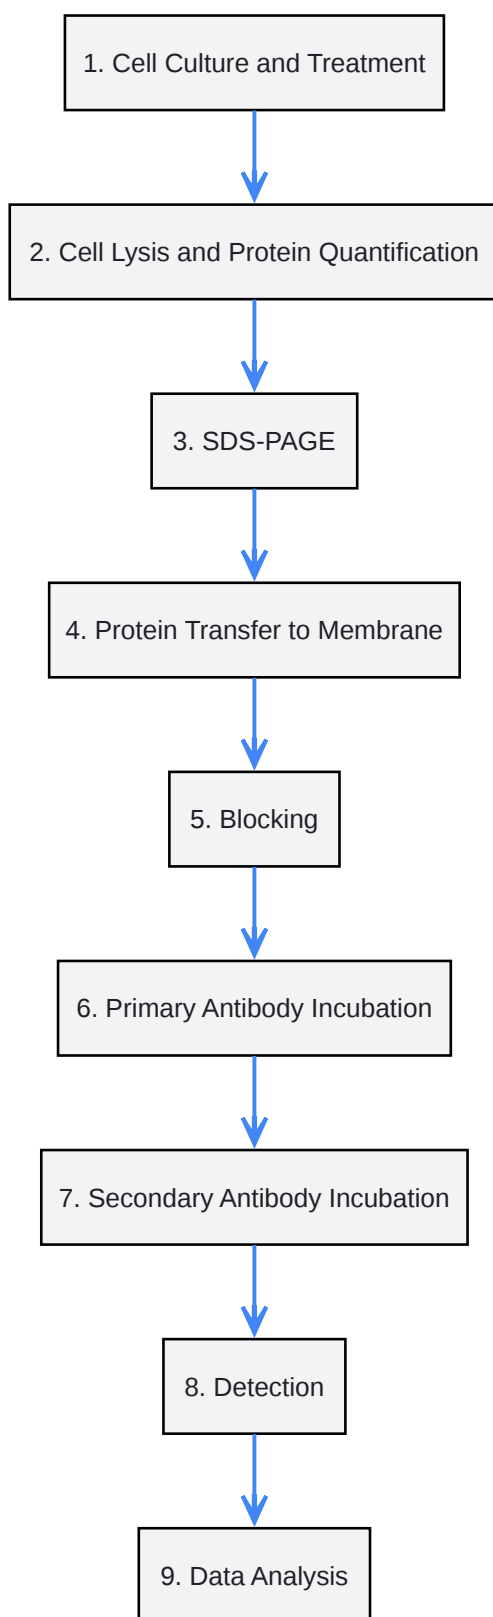 1. Cell Culture and Treatment
2. Cell Lysis and Protein Quantification
3. SDS-PAGE
4. Protein Transfer to Membrane
5. Blocking
6. Primary Antibody Incubation
7. Secondary Antibody Incubation
8. Detection
9. Data Analysis